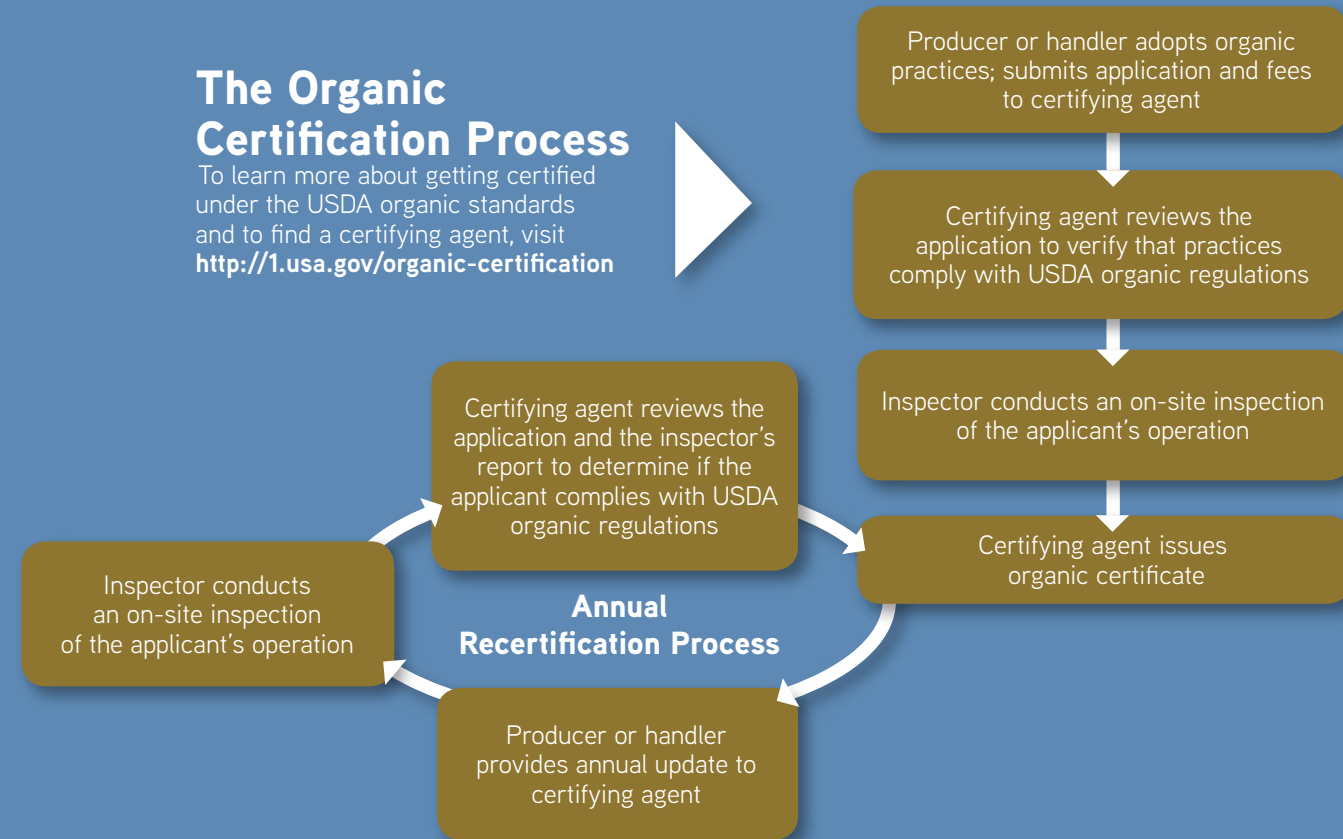 The Organic
Certification Process
To learn more about getting certified
under the USDA organic standards
and to find a certifying agent, visit
http://1.usa.gov/organic-certification
Producer or handler adopts organic
practices; submits application and fees
to certifying agent
Certifying agent reviews the
application to verify that practices
comply with USDA organic regulations
Inspector conducts an on-site inspection
of the applicant’s operation
Certifying agent issues
organic certificate
Annual
Recertification Process
Producer or handler
provides annual update to
certifying agent
Inspector conducts
an on-site inspection
of the applicant’s operation
Certifying agent reviews the
application and the inspector’s
report to determine if the
applicant complies with USDA
organic regulations